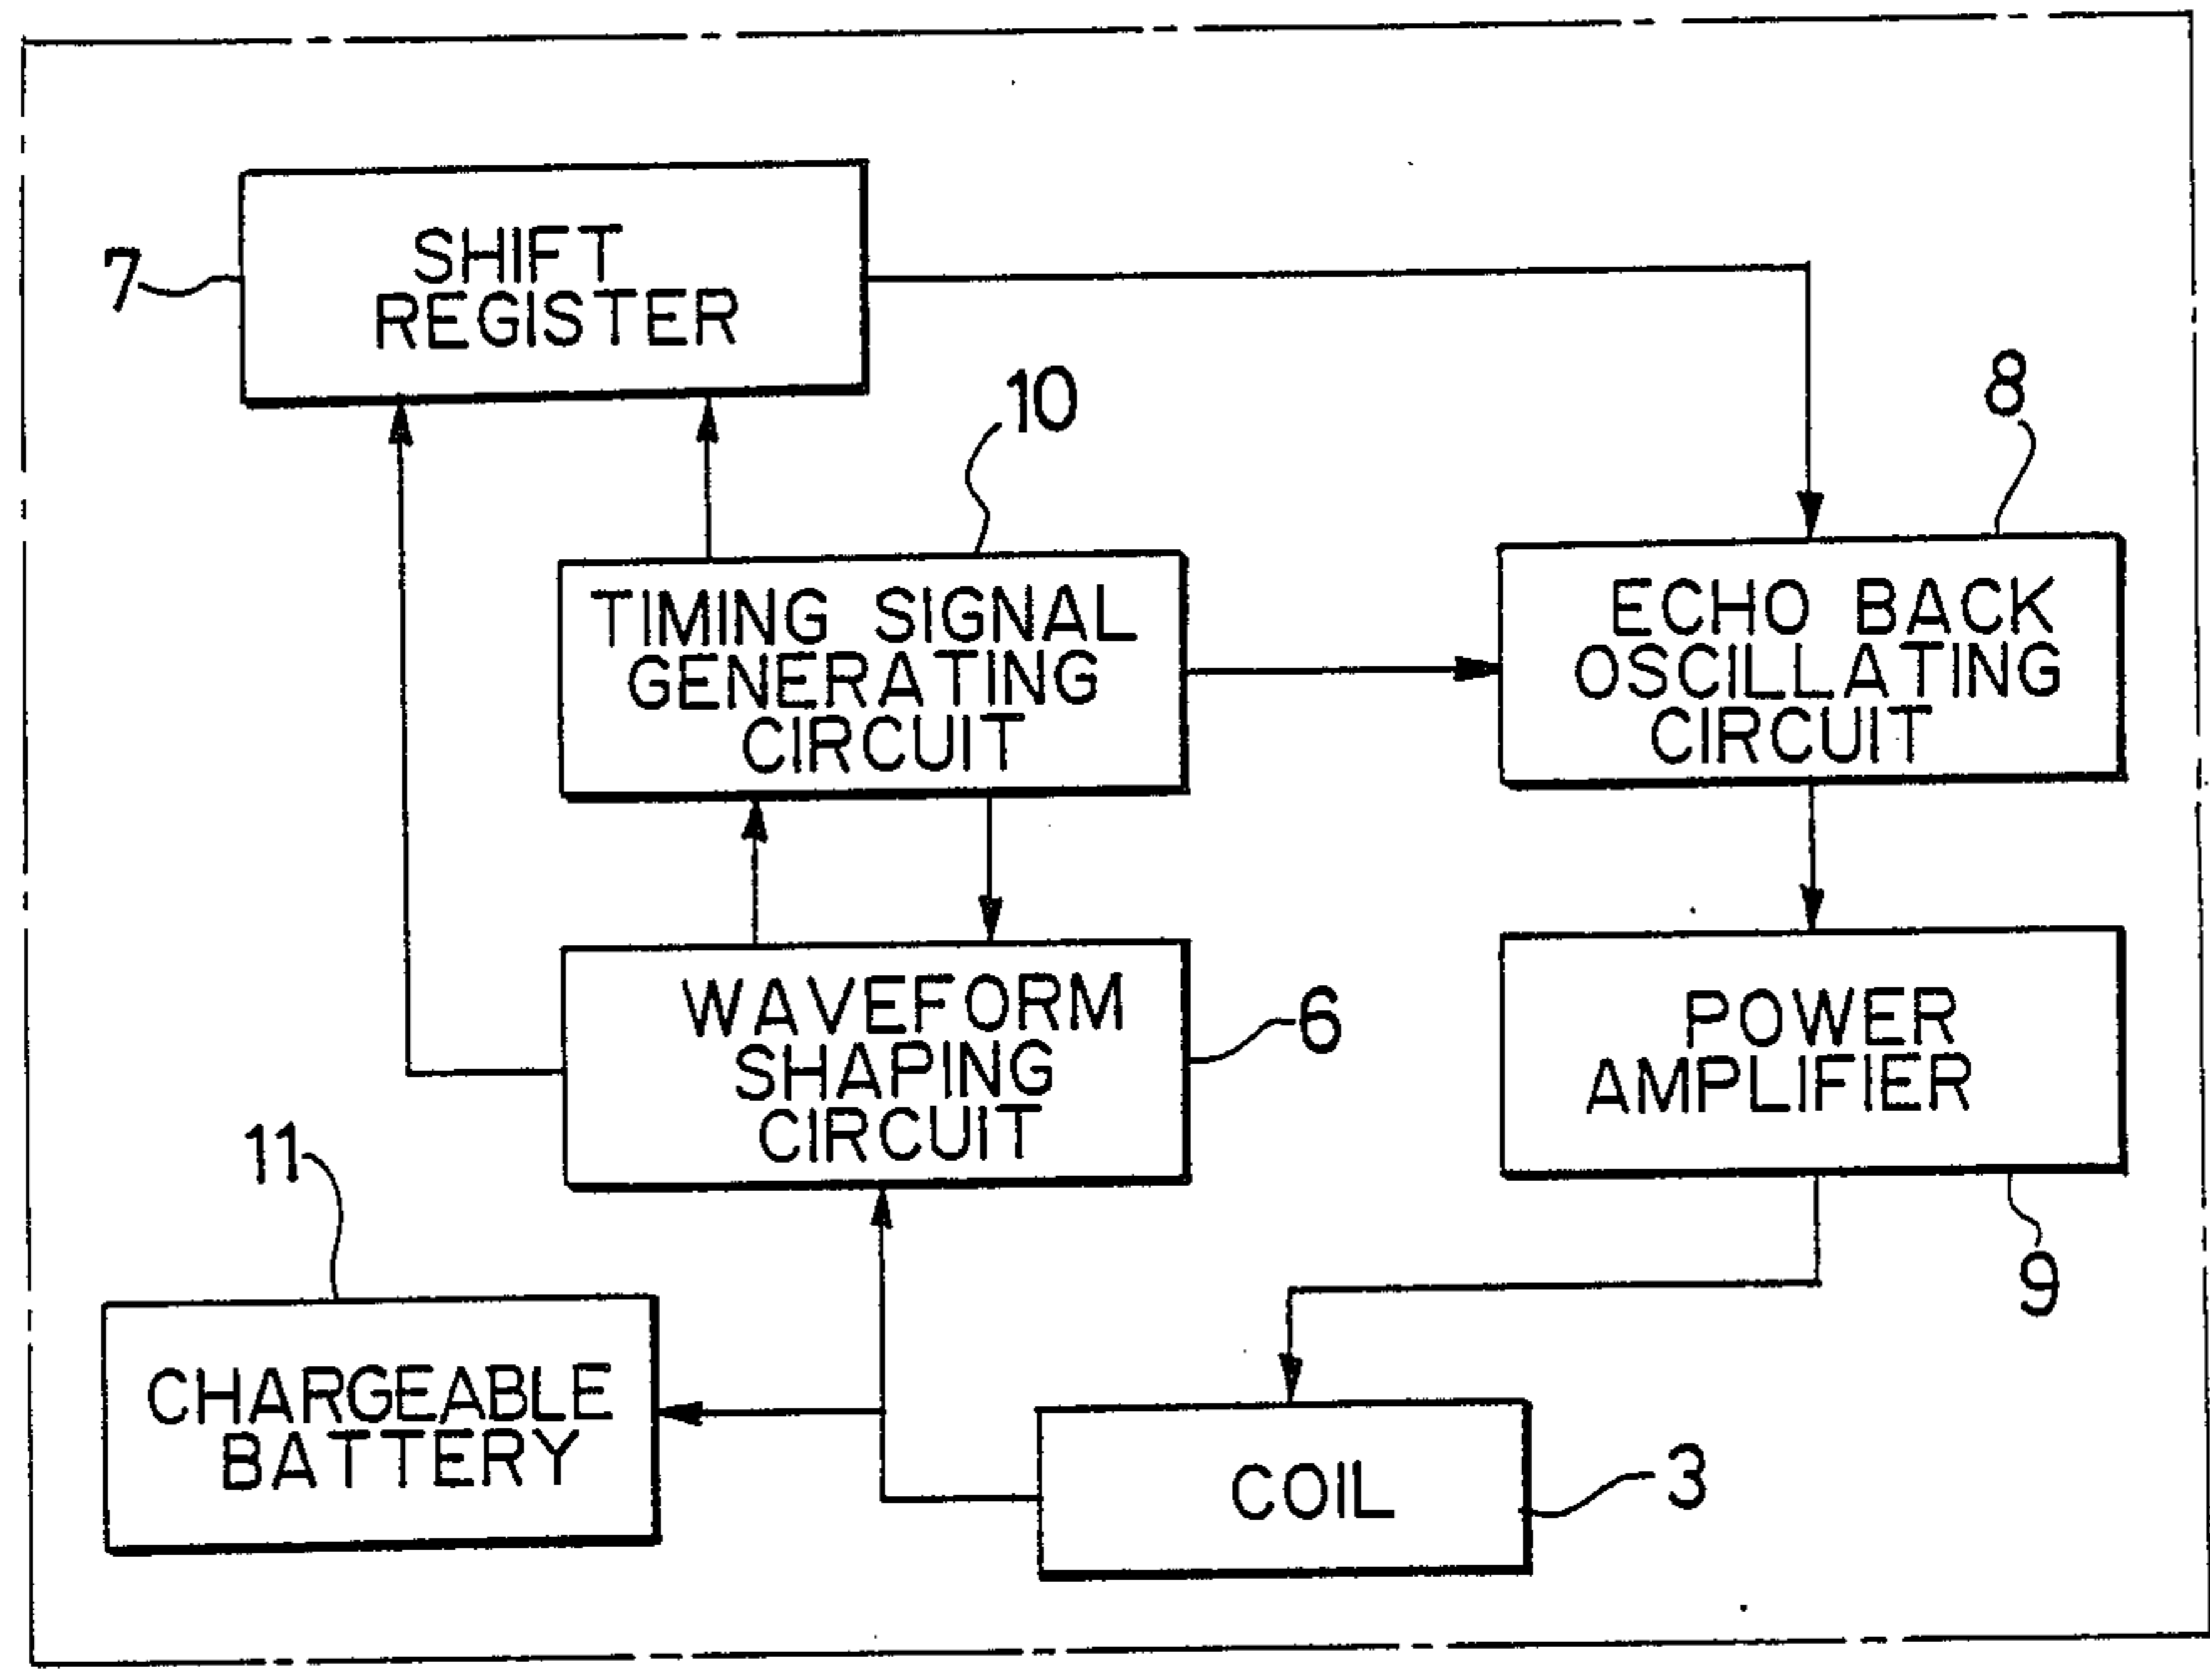 7
SHIFT
REGISTER
10
8
TIMING SIGNAL
GENERATING
CIRCUIT
ECHO BACK
OSCILLATING
CIRCUIT
WAVEFORM
SHAPING
CIRCUIT
6
POWER
AMPLIFIER
11
9
CHARGEABLE
BATTERY
COIL
3